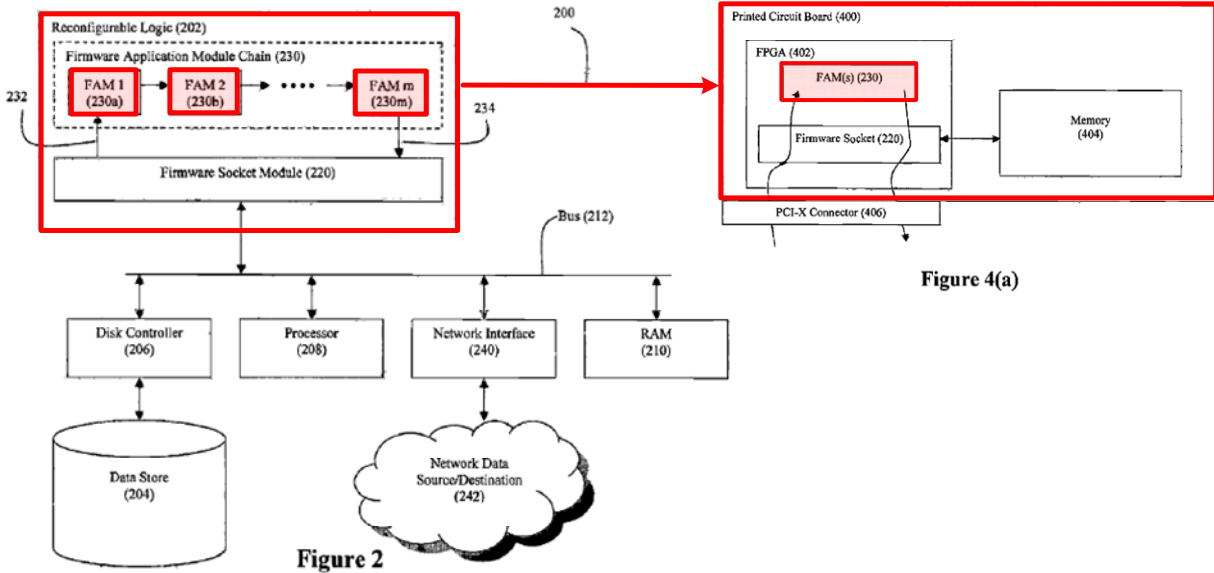 Reconfigurable Logic (202)
Firmware Application Module Chain (230)
FAM 1
(230a)
FAM 2
(230b)
FAM m
(230m)
232
234
Firmware Socket Module (220)
200
Bus (212)
Disk Controller
(206)
Processor
(208)
Network Interface
(240)
RAM
(210)
Data Store
(204)
Network Data
Source/Destination
(242)
Figure 2
Printed Circuit Board (400)
FPGA (402)
FAM(s) (230)
Firmware Socket (220)
Memory
(404)
PCI-X Connector (406)
Figure 4(a)